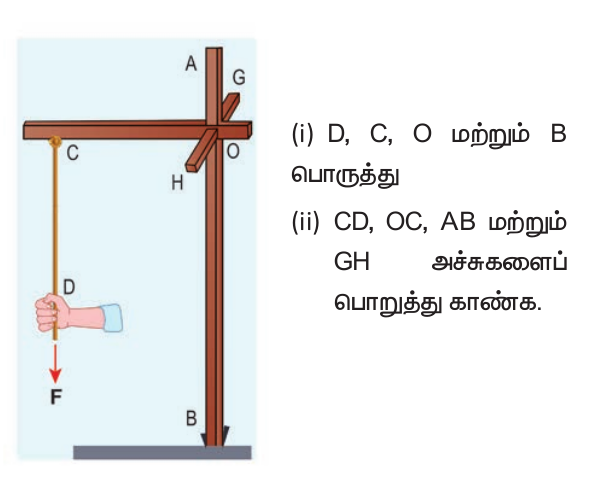 A
G
C
O
H
D
F
B
(i) D, C, O மற்றும் B
பொருத்து
(ii) CD, OC, AB மற்றும்
GH அச்சுகளைப்
பொறுத்து காண்க.